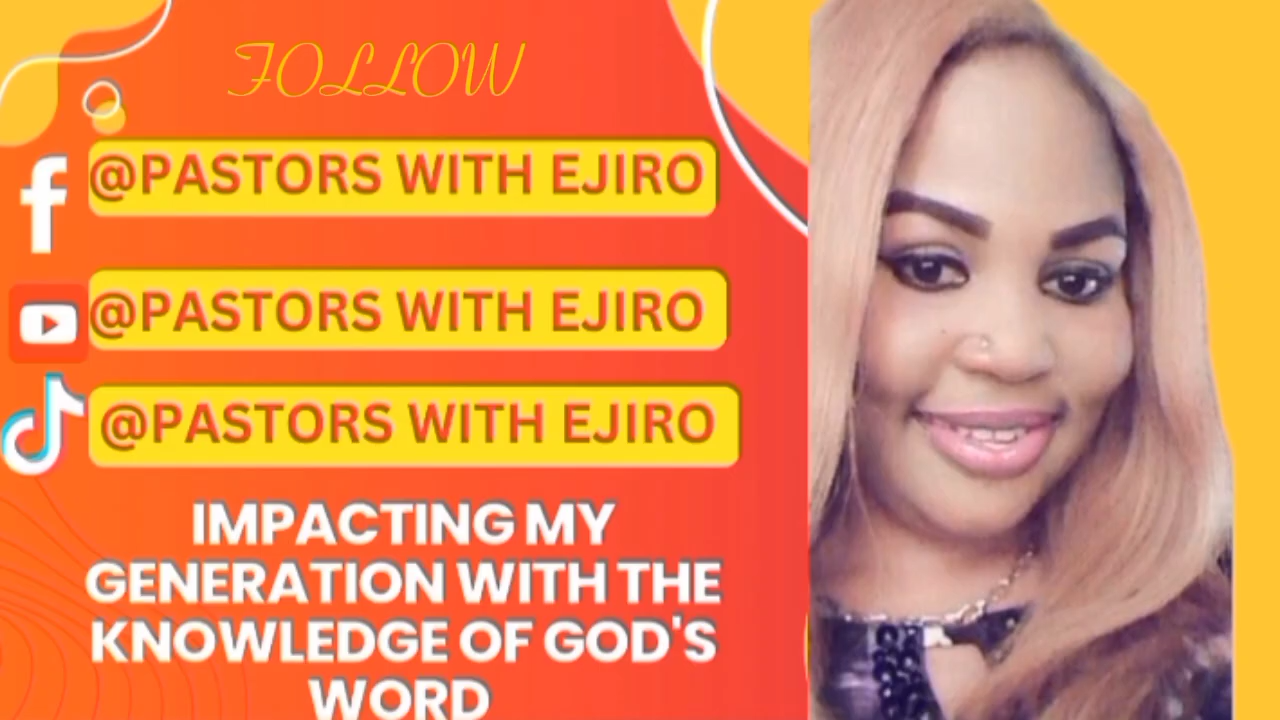 FOLLOW
@PASTORS WITH EJIRO
@PASTORS WITH EJIRO
@PASTORS WITH EJIRO
IMPACTING MY
GENERATION WITH THE
KNOWLEDGE OF GOD'S
WORD